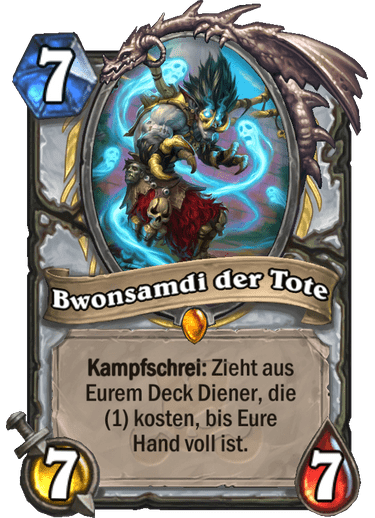 7
Bwonsamdi der Tote
Kampfschrei: Zieht aus
Eurem Deck Diener, die
(1) kosten, bis Eure
Hand voll ist.
7
7